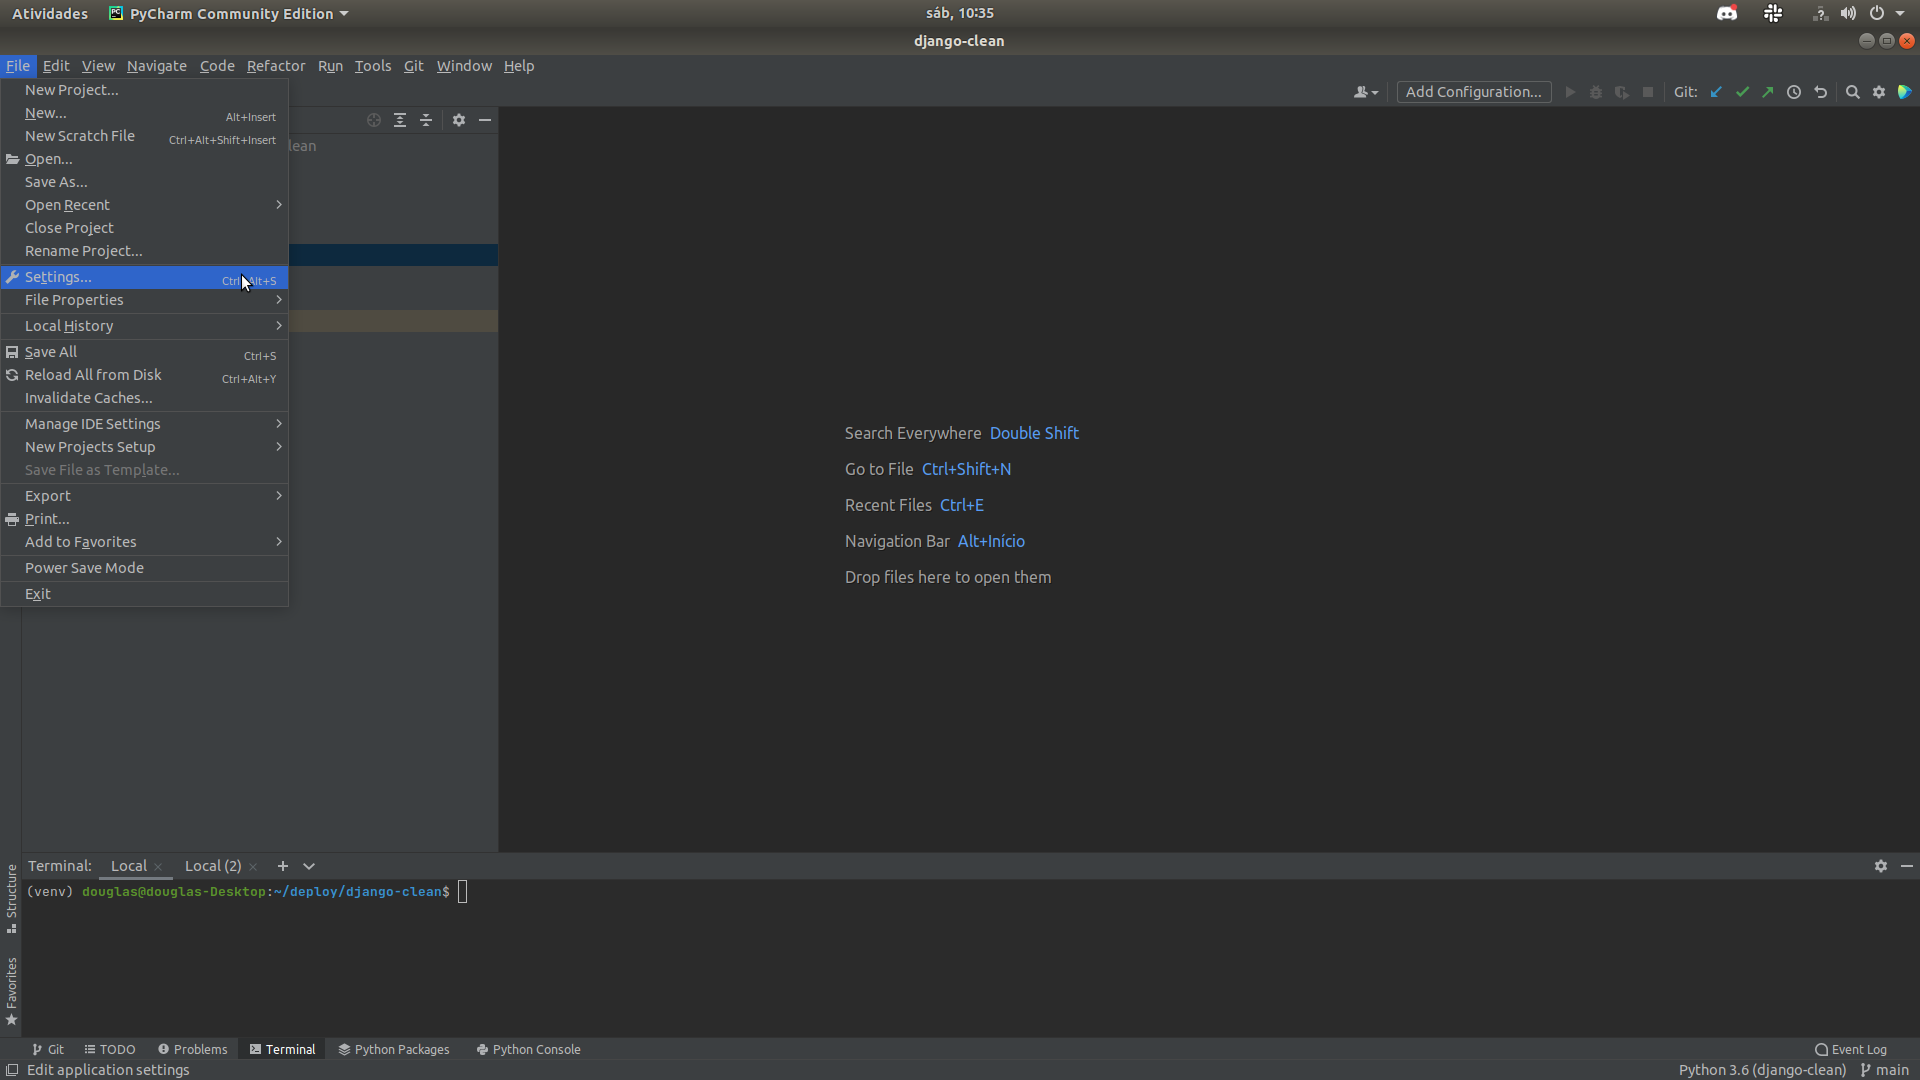 Atividades PyCharm Community Edition sáb, 10:35
django-clean
File Edit View Navigate Code Refactor Run Tools Git Window Help
Add Configuration... Git:
New Project...
New... Alt+Insert
New Scratch File Ctrl+Alt+Shift+Insert
lean
Open...
Save As...
Open Recent
Close Project
Rename Project...
Settings... Ctrl+Alt+S
File Properties
Local History
Save All Ctrl+S
Reload All from Disk Ctrl+Alt+Y
Invalidate Caches...
Manage IDE Settings
New Projects Setup
Save File as Template...
Export
Print...
Add to Favorites
Power Save Mode
Exit
Search Everywhere Double Shift
Go to File Ctrl+Shift+N
Recent Files Ctrl+E
Navigation Bar Alt+Início
Drop files here to open them
Structure
Favorites
Terminal: Local Local (2)
(venv) douglas@douglas-Desktop:~/deploy/django-clean$
Git TODO Problems Terminal Python Packages Python Console Event Log
Edit application settings Python 3.6 (django-clean) main